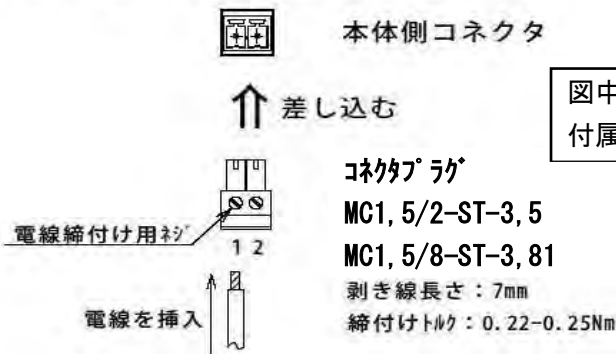 本体側コネクタ
差し込む
図中
付属
コネクタプラグ
MC1,5/2-ST-3,5
MC1,5/8-ST-3,81
電線締付け用ネジ
1 2
剥き線長さ：7mm
電線を挿入
締付けトルク：0.22-0.25Nm